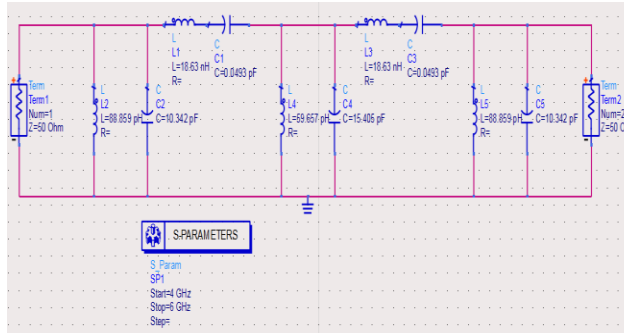 L
L1
L=18.63 nH
R=
C
C1
C=0.0493 pF
L
L3
L=18.63 nH
R=
C
C3
C=0.0493 pF
Term
Term1
Num=1
Z=50 Ohm
L
L2
L=88.859 pH
R=
C
C2
C=10.342 pF
L
L4
L=59.657 pH
R=
C
C4
C=15.405 pF
L
L5
L=88.859 pH
R=
C
C5
C=10.342 pF
Term
Term2
Num=2
Z=50 O
S-PARAMETERS
S_Param
SP1
Start=4 GHz
Stop=6 GHz
Step=